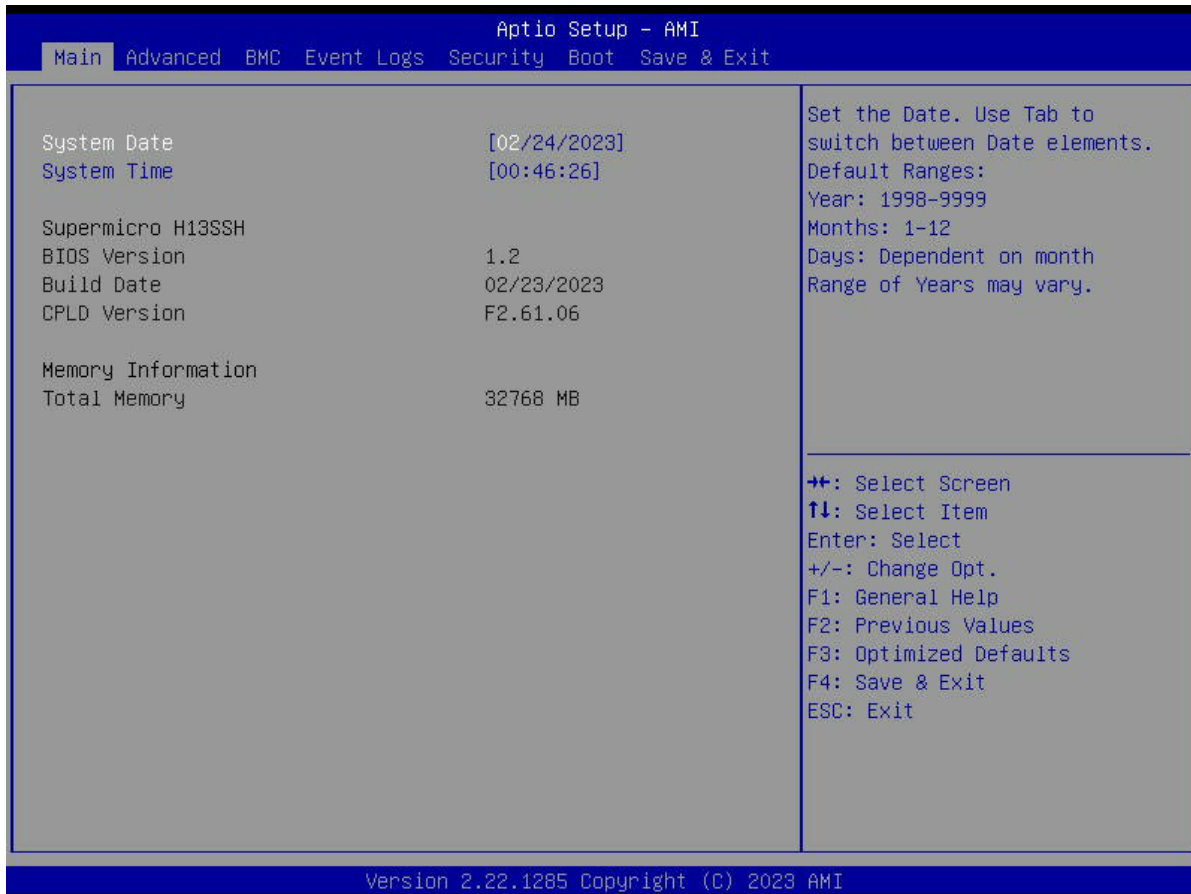 Aptio Setup – AMI
Main Advanced BMC Event Logs Security Boot Save & Exit
System Date [02/24/2023]
System Time [00:46:26]
Supermicro H13SSH
BIOS Version 1.2
Build Date 02/23/2023
CPLD Version F2.61.06
Memory Information
Total Memory 32768 MB
Set the Date. Use Tab to
switch between Date elements.
Default Ranges:
Year: 1998-9999
Months: 1-12
Days: Dependent on month
Range of Years may vary.
→←: Select Screen
↑↓: Select Item
Enter: Select
+/-: Change Opt.
F1: General Help
F2: Previous Values
F3: Optimized Defaults
F4: Save & Exit
ESC: Exit
Version 2.22.1285 Copyright (C) 2023 AMI